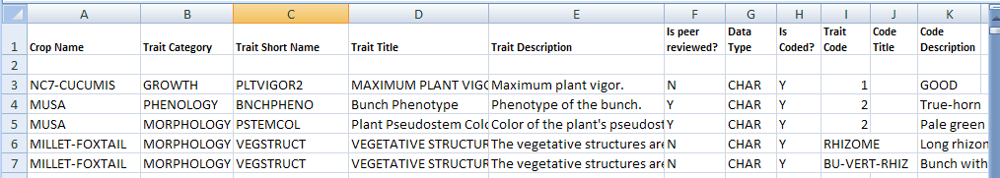 A B C D E F G H I J K
1 Crop Name Trait Category Trait Short Name Trait Title Trait Description Is peer reviewed? Data Type Is Coded? Trait Code Code Title Code Description
2
3 NC7-CUCUMIS GROWTH PLTVIGOR2 MAXIMUM PLANT VIGO Maximum plant vigor. N CHAR Y 1 GOOD
4 MUSA PHENOLOGY BNCHPHENO Bunch Phenotype Phenotype of the bunch. Y CHAR Y 2 True-horn
5 MUSA MORPHOLOGY PSTEMCOL Plant Pseudostem Colo Color of the plant's pseudost Y CHAR Y 2 Pale green
6 MILLET-FOXTAIL MORPHOLOGY VEGSTRUCT VEGETATIVE STRUCTUR The vegetative structures are N CHAR Y RHIZOME Long rhizon
7 MILLET-FOXTAIL MORPHOLOGY VEGSTRUCT VEGETATIVE STRUCTUR The vegetative structures are N CHAR Y BU-VERT-RHIZ Bunch with